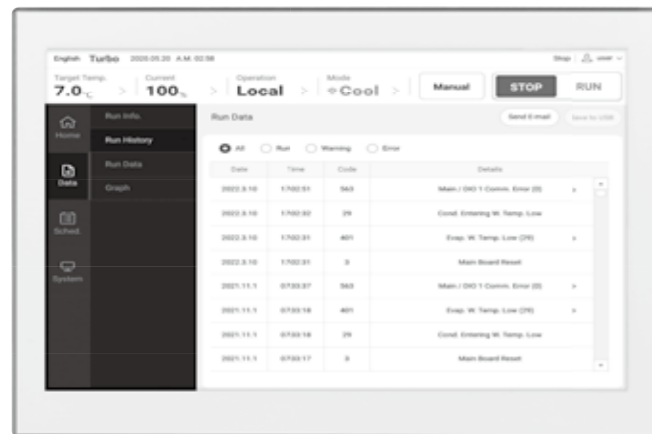 English Turbo 2020.05.20 A.M. 02:58 Stop user
Target Temp. Current Operation Mode
7.0 °C > 100 % > Local > Cool > Manual STOP RUN
Home
Data
Sched.
System
Run Info.
Run History
Run Data
Graph
Run Data Send E-mail Save to USB
All Run Warning Error
Date Time Code Details
2022.3.10 17:02:51 563 Main / DIO 1 Comm. Error (0) >
2022.3.10 17:02:32 29 Cond. Entering W. Temp. Low
2022.3.10 17:02:31 401 Evap. W. Temp. Low (29) >
2022.3.10 17:02:31 3 Main Board Reset
2021.11.1 07:33:37 563 Main / DIO 1 Comm. Error (0) >
2021.11.1 07:33:18 401 Evap. W. Temp. Low (29) >
2021.11.1 07:33:18 29 Cond. Entering W. Temp. Low
2021.11.1 07:33:17 3 Main Board Reset